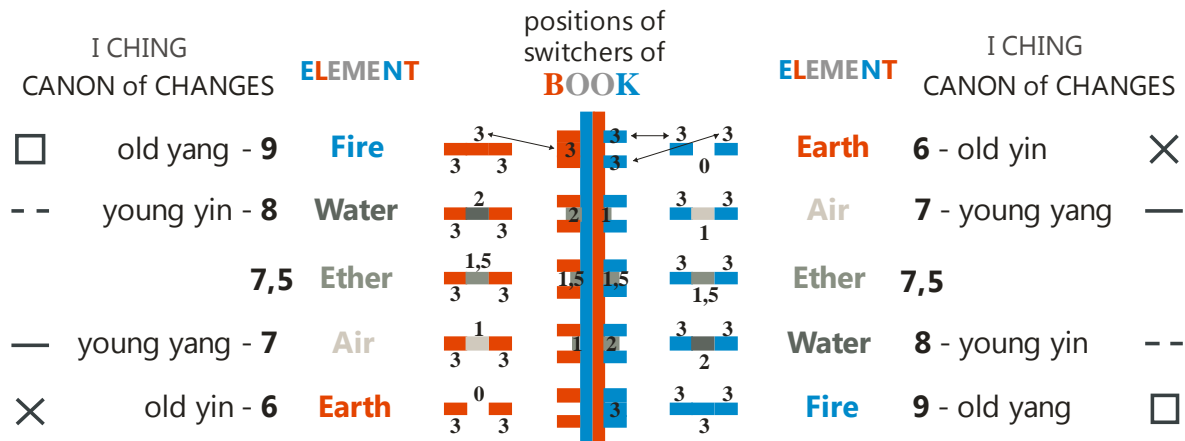 I CHING
CANON of CHANGES
ELEMENT
positions of
switchers of
BOOK
ELEMENT
I CHING
CANON of CHANGES
old yang - 9 Fire 3 3 3 3 3 3 3 3 3 0 Earth 6 - old yin
young yin - 8 Water 2 3 3 2 1 3 3 1 Air 7 - young yang
7,5 Ether 1,5 3 3 1,5 1,5 3 3 1,5 Ether 7,5
young yang - 7 Air 1 3 3 1 2 3 3 2 Water 8 - young yin
old yin - 6 Earth 0 3 3 3 3 Fire 9 - old yang